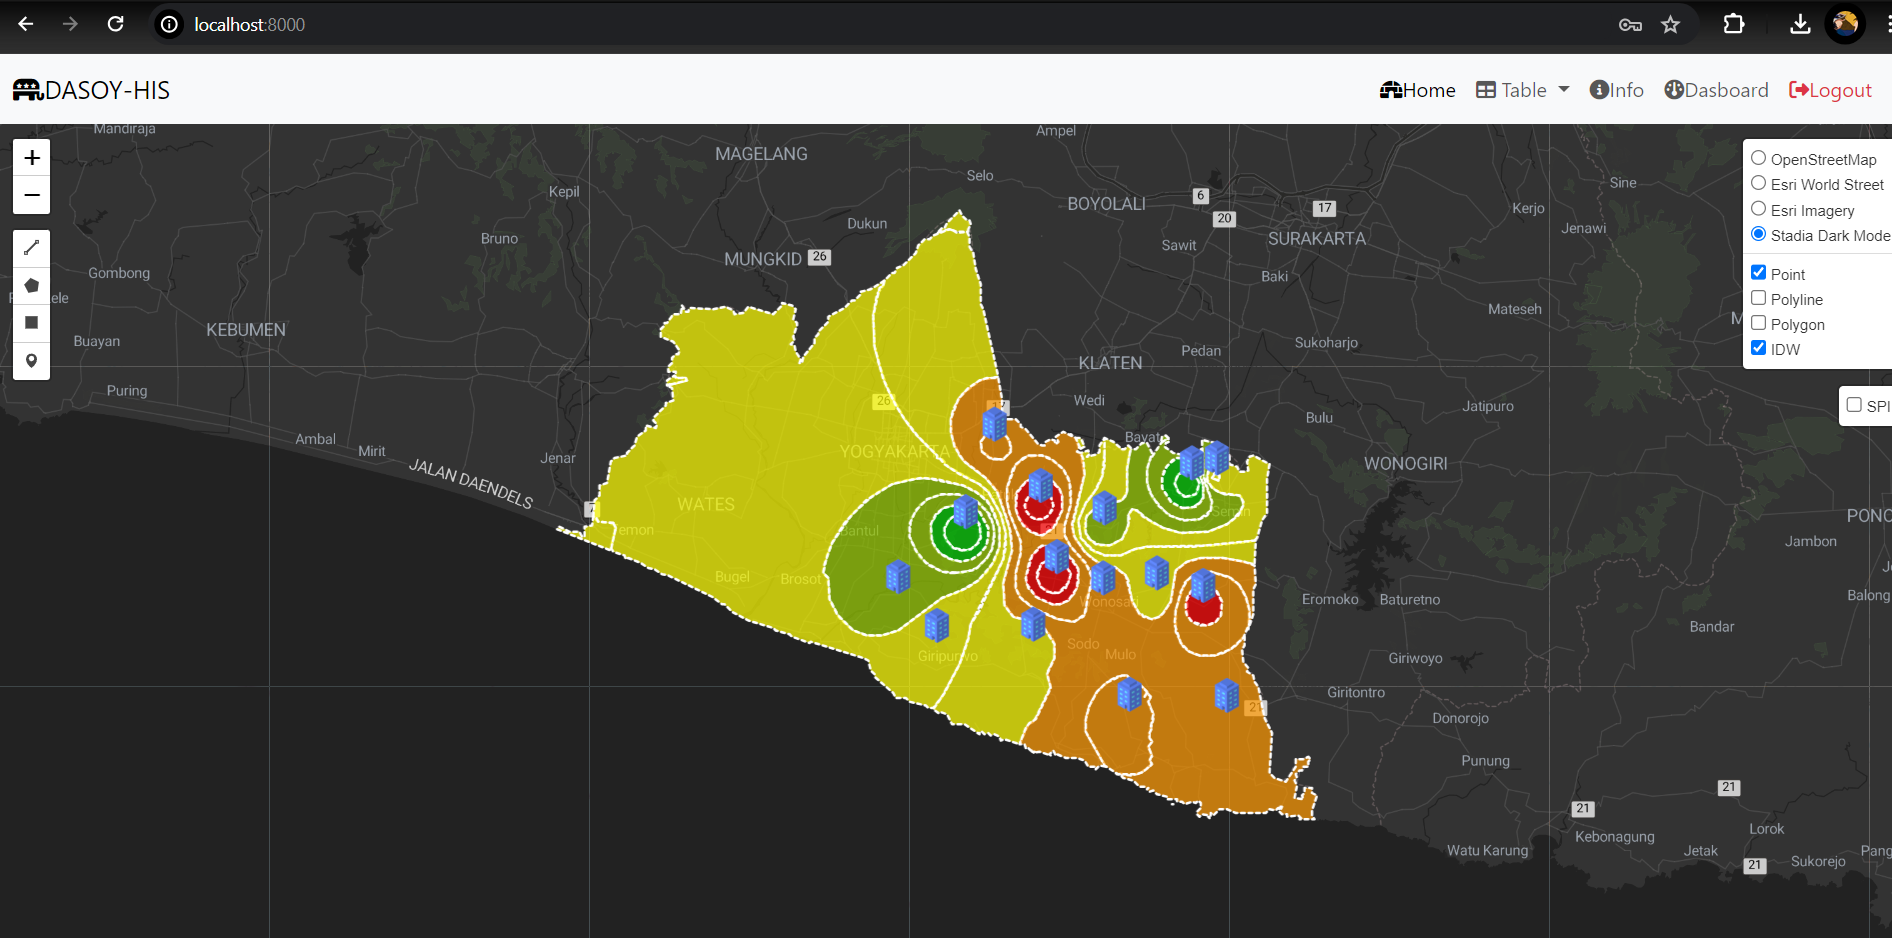 localhost:8000
DASOY-HIS
Home
Table
Info
Dasboard
Logout
+
−
OpenStreetMap
Esri World Street
Esri Imagery
Stadia Dark Mode
Point
Polyline
Polygon
IDW
SPI
Mandiraja
Ampel
MAGELANG
Selo
Kepil
BOYOLALI
6
20
17
Sine
Kerjo
Jenawi
Dukun
Bruno
Sawit
SURAKARTA
MUNGKID
26
Baki
Gombong
ele
Mateseh
KEBUMEN
Buayan
Sukoharjo
Pedan
KLATEN
Puring
Wedi
26
Jatipuro
Bulu
Ambal
Mirit
Jenar
Bayat
YOGYAKARTA
WONOGIRI
JALAN DAENDELS
WATES
Semin
PONO
emon
Bantul
21
Jambon
Bugel
Brosot
Wonosari
Eromoko
Baturetno
Balong
Bandar
Sodo
Mulo
Giripurwo
Giriwoyo
Giritontro
21
Donorojo
Punung
21
21
Kebonagung
Lorok
Watu Karung
Jetak
21
Sukorejo
Pang